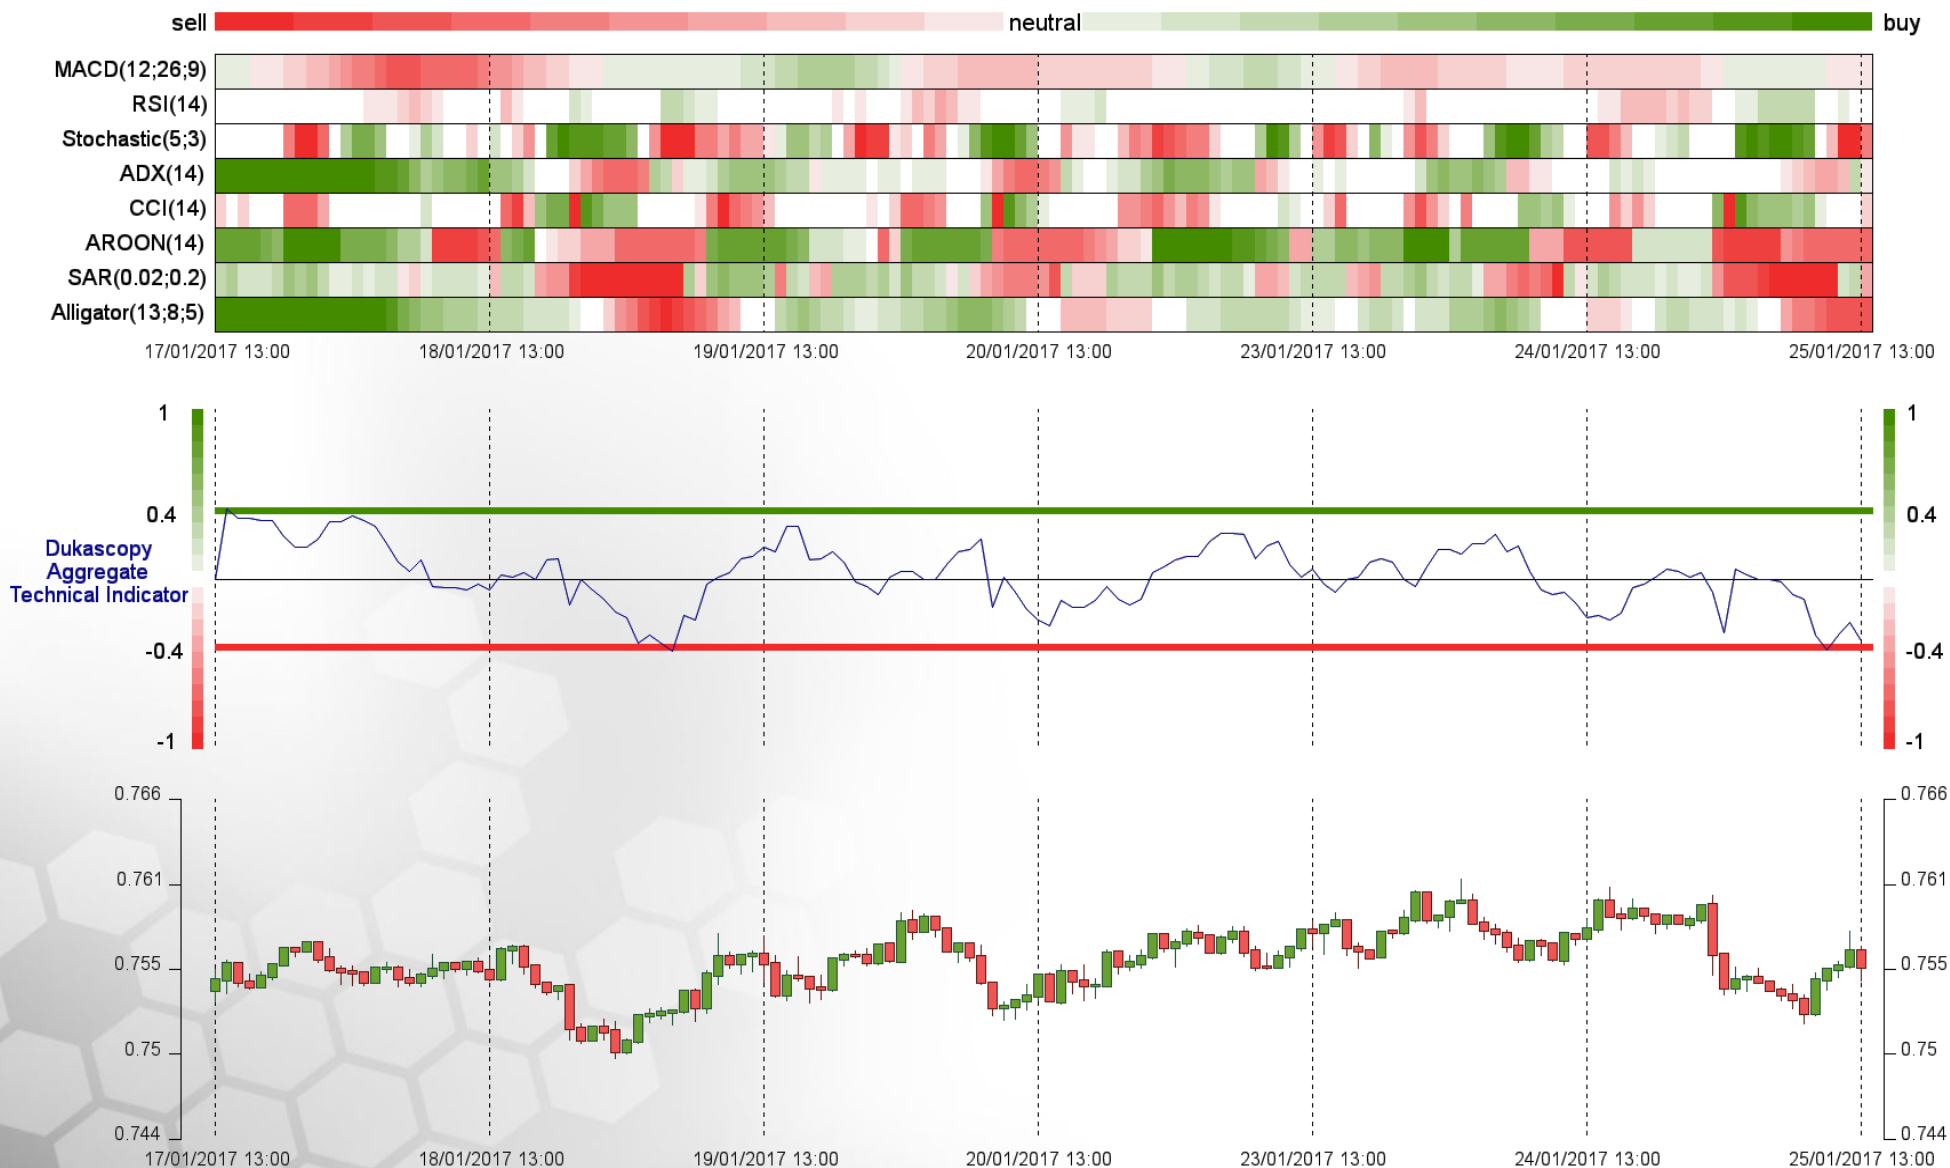 sell neutral buy
MACD(12;26;9)
RSI(14)
Stochastic(5;3)
ADX(14)
CCI(14)
AROON(14)
SAR(0.02;0.2)
Alligator(13;8;5)
17/01/2017 13:00 18/01/2017 13:00 19/01/2017 13:00 20/01/2017 13:00 23/01/2017 13:00 24/01/2017 13:00 25/01/2017 13:00
1 1
0.4 0.4
Dukascopy
Aggregate
Technical Indicator
-0.4 -0.4
-1 -1
0.766 0.766
0.761 0.761
0.755 0.755
0.75 0.75
0.744 0.744
17/01/2017 13:00 18/01/2017 13:00 19/01/2017 13:00 20/01/2017 13:00 23/01/2017 13:00 24/01/2017 13:00 25/01/2017 13:00